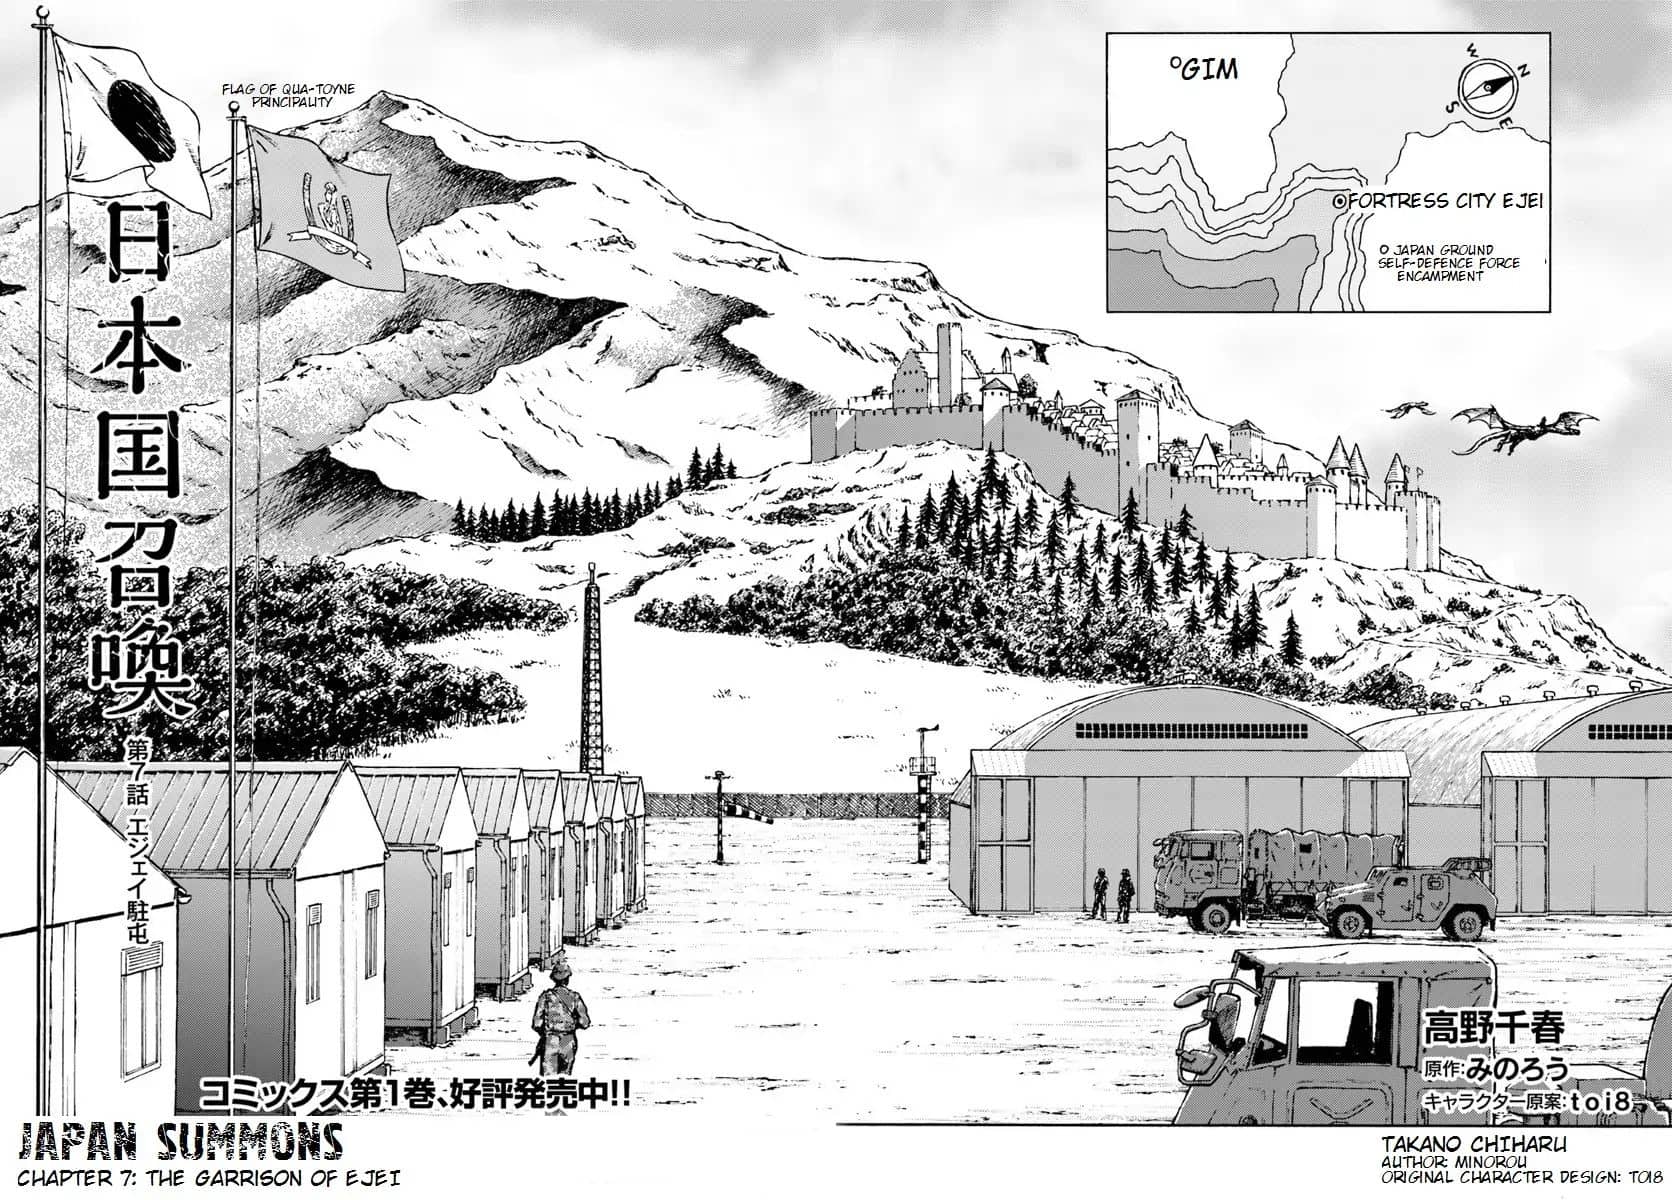 FLAG OF QUA-TOYNE
PRINCIPALITY
GIM
W
N
S
E
FORTRESS CITY EJEI
JAPAN GROUND
SELF-DEFENCE FORCE
ENCAMPMENT
日本国召喚
第7話 エジェイ駐屯
高野千春
原作:みのろう
キャラクター原案:toi8
コミックス第1巻、好評発売中!!
JAPAN SUMMONS
CHAPTER 7: THE GARRISON OF EJEI
TAKANO CHIHARU
AUTHOR: MINOROU
ORIGINAL CHARACTER DESIGN: TOI8